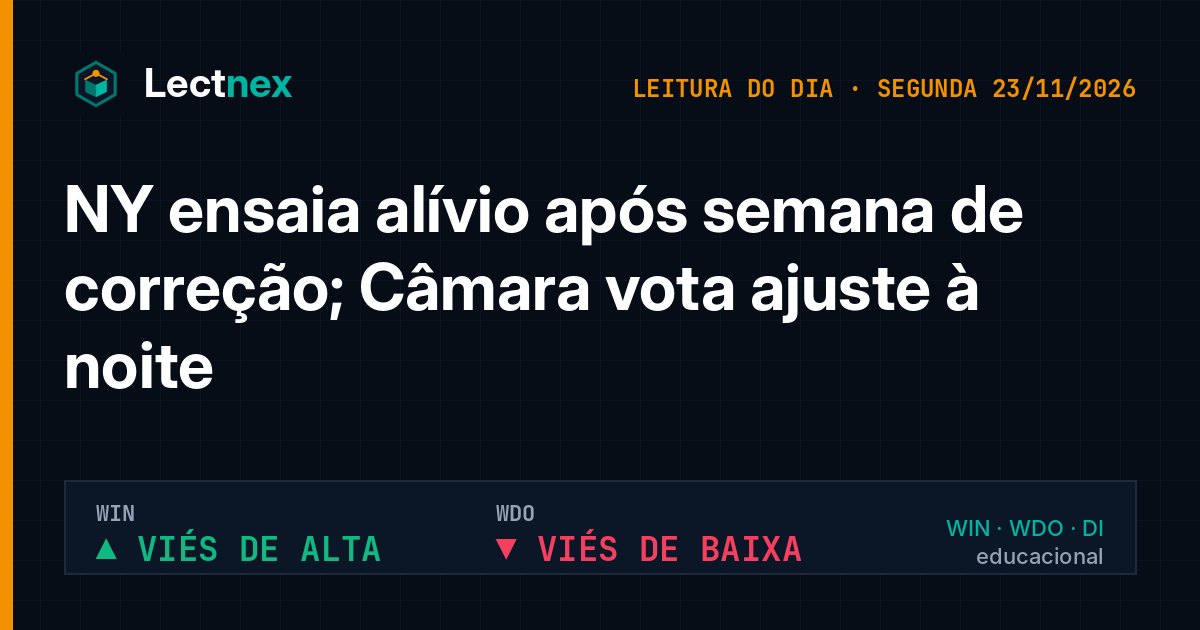 Lectnex
LEITURA DO DIA · SEGUNDA 23/11/2026
NY ensaia alívio após semana de
correção; Câmara vota ajuste à
noite
WIN
▲ VIÉS DE ALTA
WDO
▼ VIÉS DE BAIXA
WIN · WDO · DI
educacional